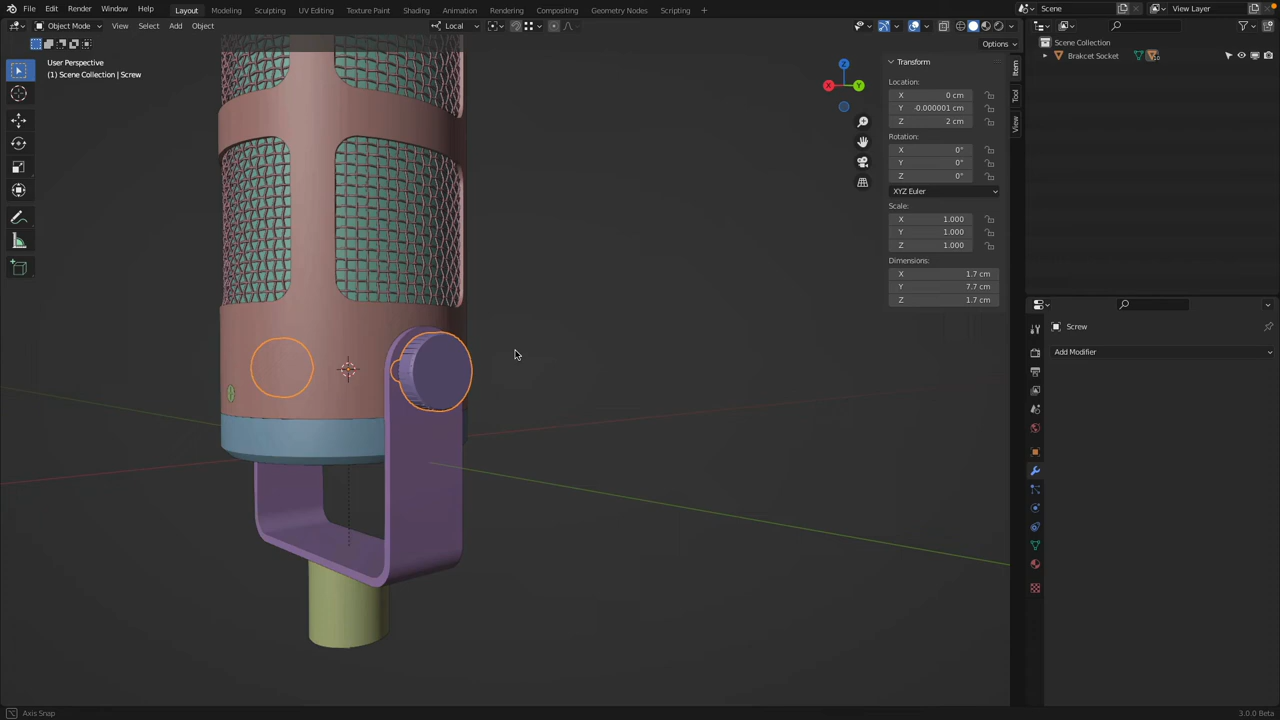 File Edit Render Window Help Layout Modeling Sculpting UV Editing Texture Paint Shading Animation Rendering Compositing Geometry Nodes Scripting + Scene View Layer
Object Mode View Select Add Object Local
Options
User Perspective
(1) Scene Collection | Screw
Z
X Y
Transform
Location:
X 0 cm
Y -0.000001 cm
Z 2 cm
Rotation:
X 0°
Y 0°
Z 0°
XYZ Euler
Scale:
X 1.000
Y 1.000
Z 1.000
Dimensions:
X 1.7 cm
Y 7.7 cm
Z 1.7 cm
Item
Tool
View
Scene Collection
Brakcet Socket
Screw
Add Modifier
Axis Snap 3.0.0 Beta